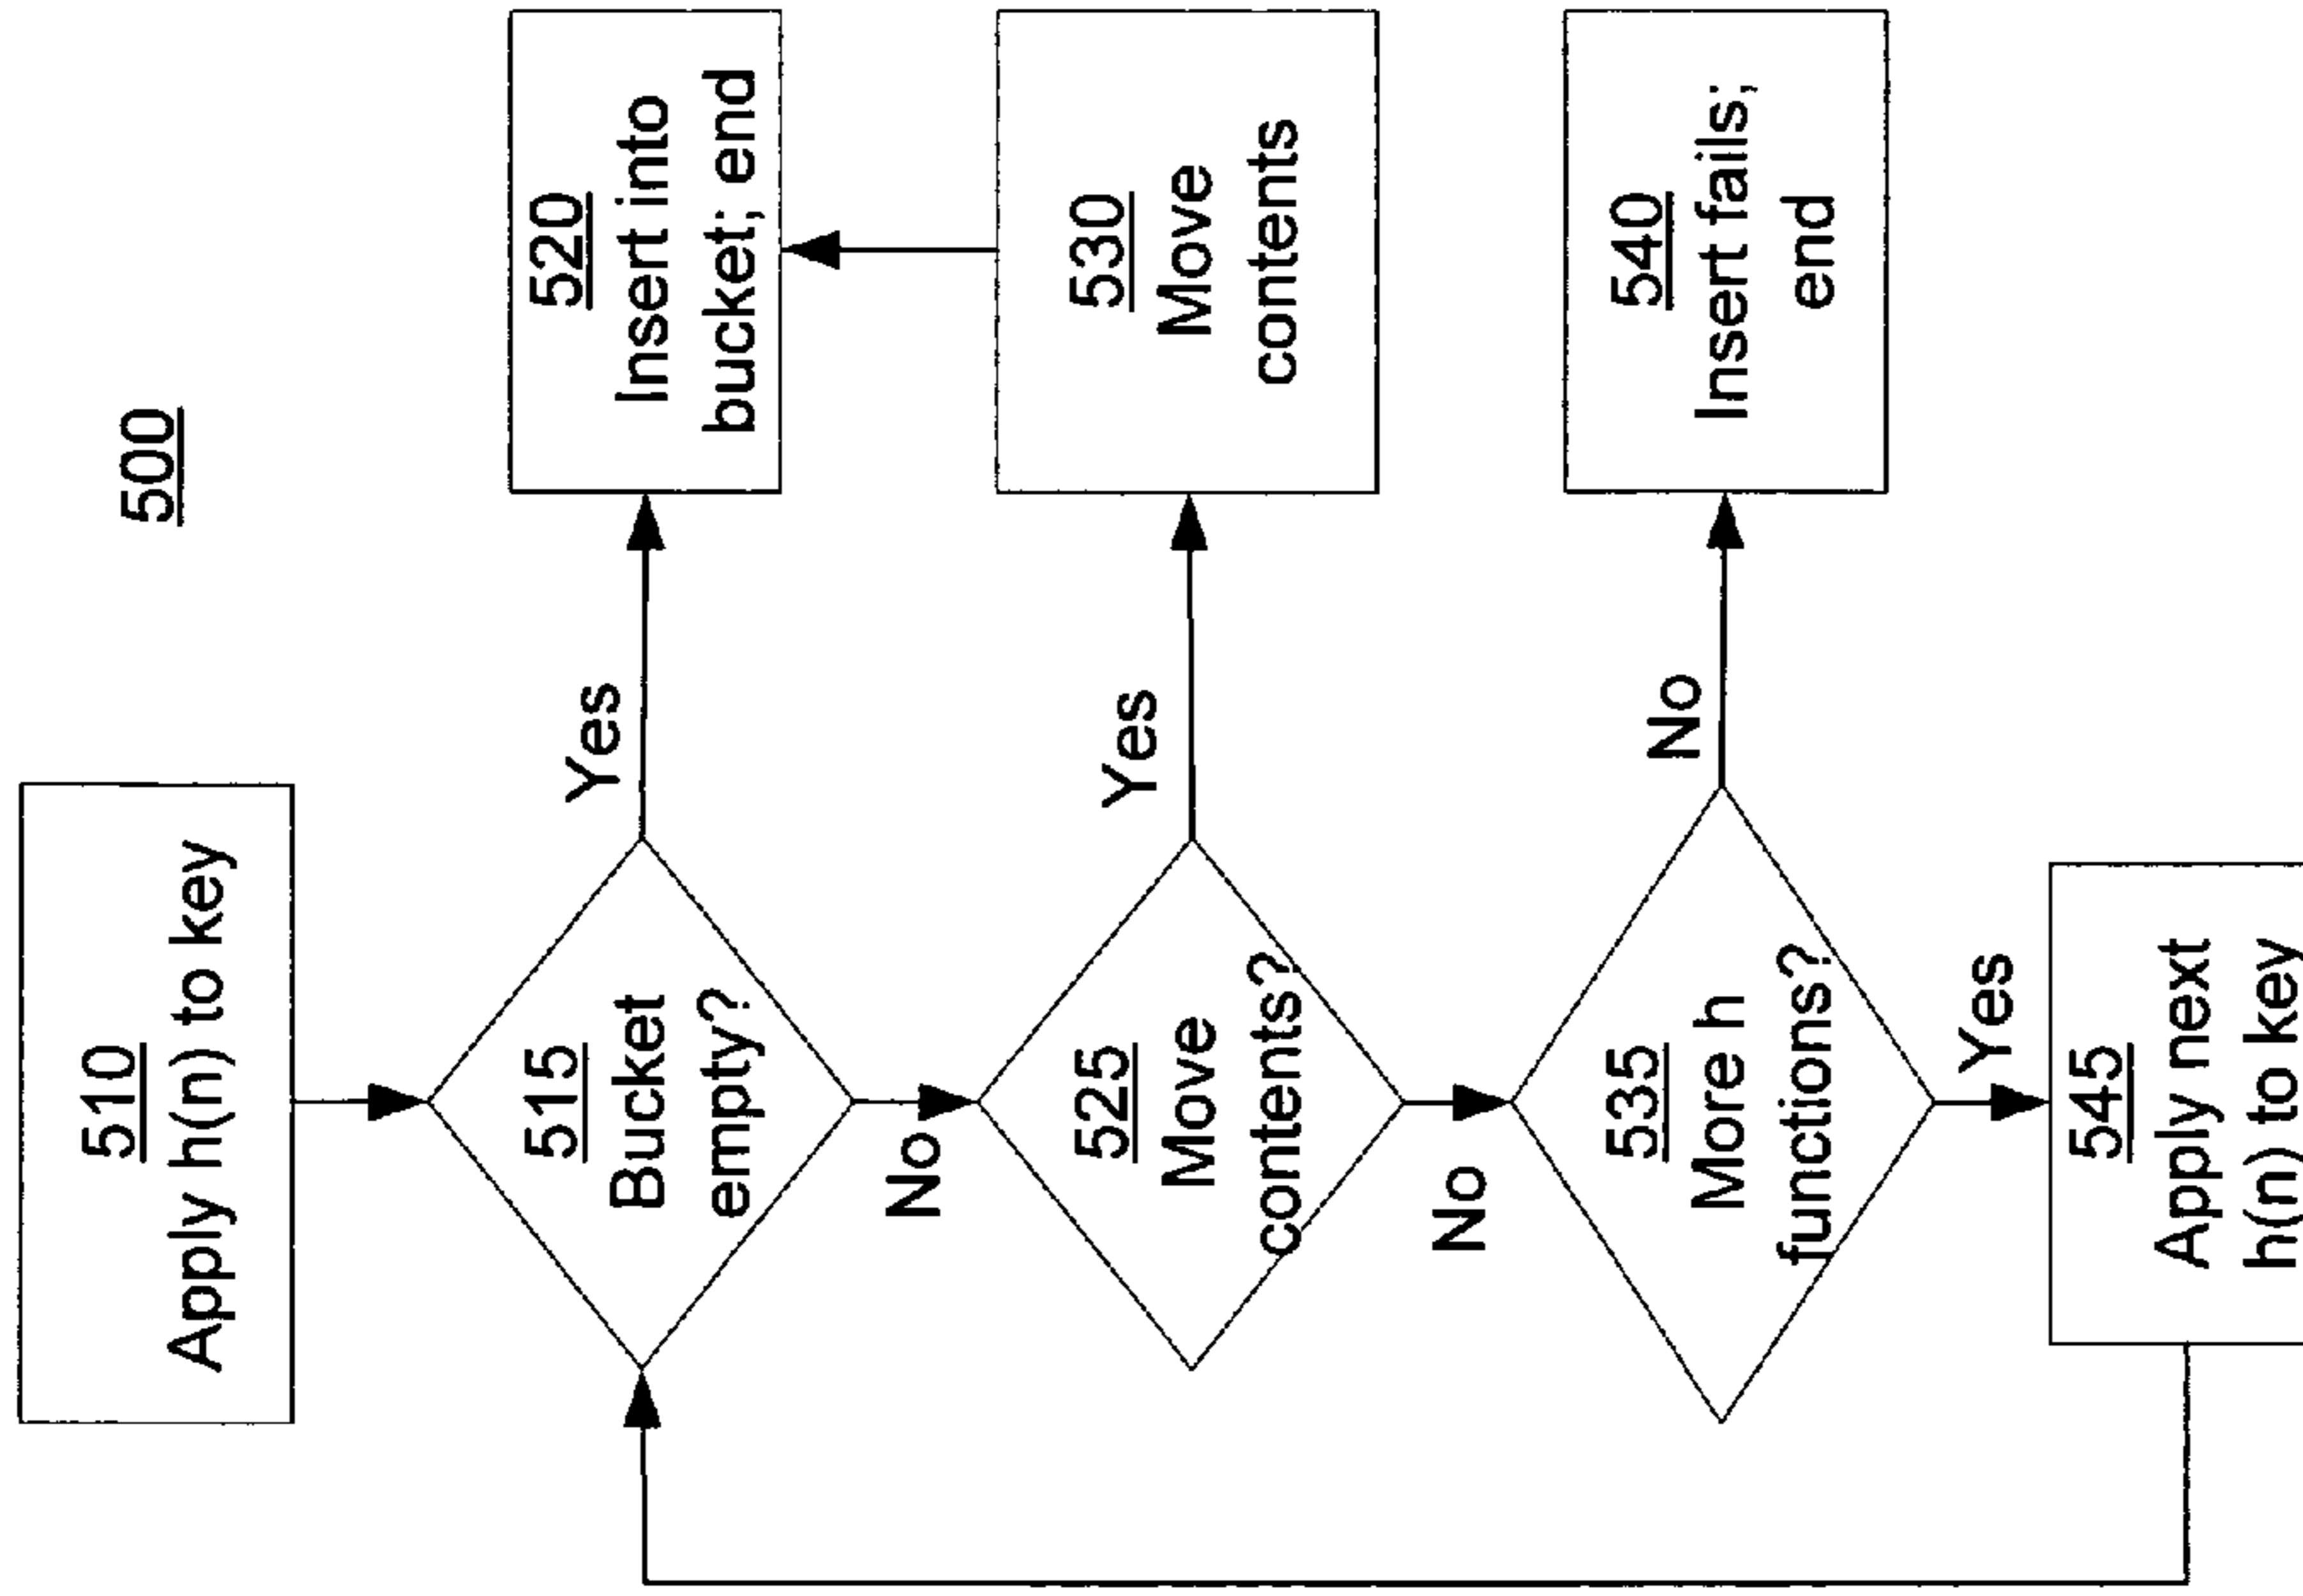 500
510
Apply h(n) to key
515
Bucket
empty?
Yes
520
Insert into
bucket; end
No
525
Move
contents?
Yes
530
Move
contents
No
535
More h
functions?
No
540
Insert fails;
end
Yes
545
Apply next
h(n) to key